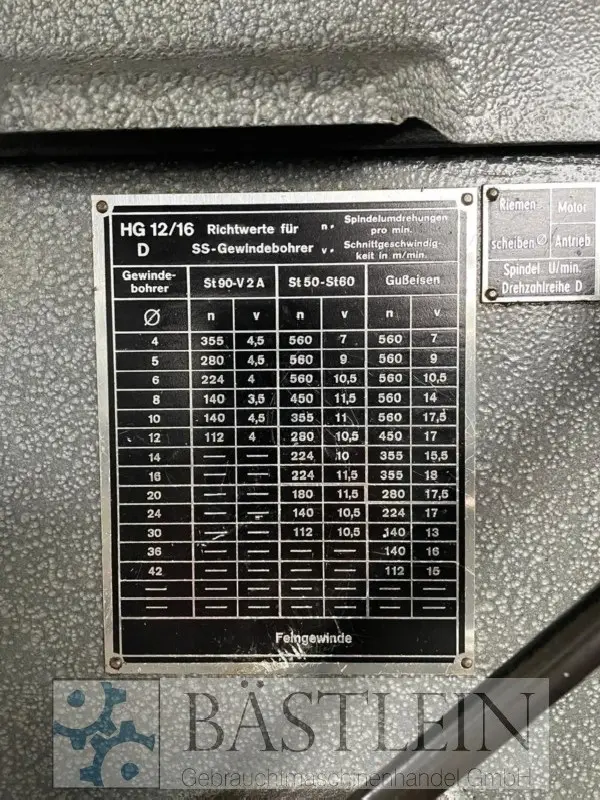 HG 12/16 Richtwerte für n. Spindelumdrehungen pro min.
D SS-Gewindebohrer v. Schnittgeschwindigkeit in m/min.
Gewinde-bohrer St90-V2A St50-St60 Gußeisen
Ø n v n v n v
4 355 4,5 560 7 560 7
5 280 4,5 560 9 560 9
6 224 4 560 10,5 560 10,5
8 140 3,5 450 11,5 560 14
10 140 4,5 355 11 560 17,5
12 112 4 280 10,5 450 17
14 — — 224 10 355 15,5
16 — — 224 11,5 355 18
20 — — 180 11,5 280 17,5
24 — — 140 10,5 224 17
30 — — 112 10,5 140 13
36 — — — — 140 16
42 — — — — 112 15
— — — — — — —
— — — — — — —
Feingewinde
Riemen- Motor
scheiben Ø Antrieb
Spindel U/min.
Drehzahlreihe D
BÄSTLEIN
Gebrauchtmaschinenhandel GmbH